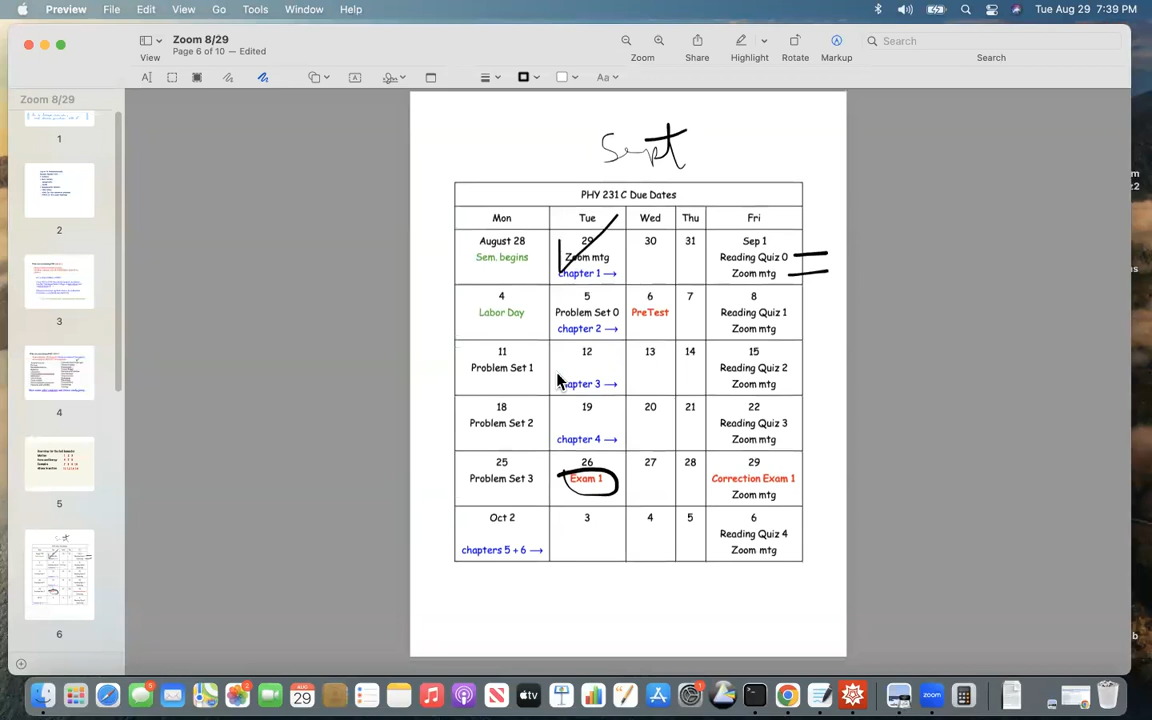 Preview File Edit View Go Tools Window Help Tue Aug 29 7:39 PM
Zoom 8/29
Page 6 of 10 — Edited
View Zoom Share Highlight Rotate Markup Search
Search
Aa
Zoom 8/29
1
2
3
4
5
6
Sept
PHY 231C Due Dates
Mon Tue Wed Thu Fri
August 28 29 30 31 Sep 1
Sem. begins Zoom mtg Reading Quiz 0
chapter 1 → Zoom mtg
4 5 6 7 8
Labor Day Problem Set 0 PreTest Reading Quiz 1
chapter 2 → Zoom mtg
11 12 13 14 15
Problem Set 1 Reading Quiz 2
chapter 3 → Zoom mtg
18 19 20 21 22
Problem Set 2 Reading Quiz 3
chapter 4 → Zoom mtg
25 26 27 28 29
Problem Set 3 Exam 1 Correction Exam 1
Zoom mtg
Oct 2 3 4 5 6
Reading Quiz 4
chapters 5 + 6 → Zoom mtg
AUG
29
tv
zoom